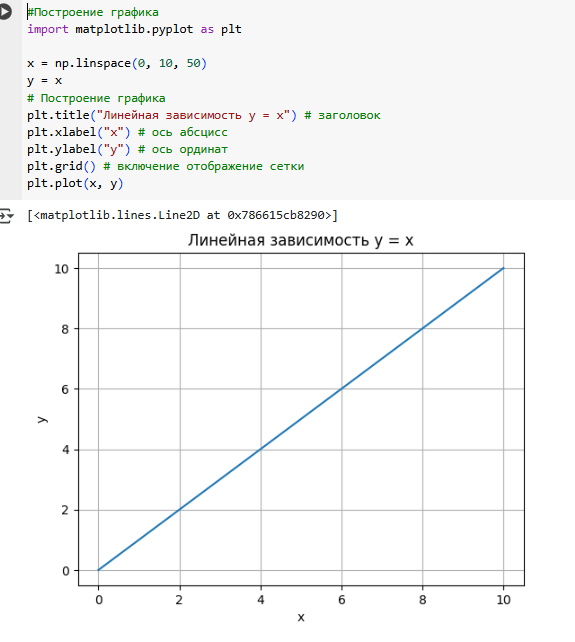 #Построение графика
import matplotlib.pyplot as plt
x = np.linspace(0, 10, 50)
y = x
# Построение графика
plt.title("Линейная зависимость y = x") # заголовок
plt.xlabel("x") # ось абсцисс
plt.ylabel("y") # ось ординат
plt.grid() # включение отображение сетки
plt.plot(x, y)
[<matplotlib.lines.Line2D at 0x786615cb8290>]
Линейная зависимость y = x
10
8
6
4
2
0
y
0 2 4 6 8 10
x